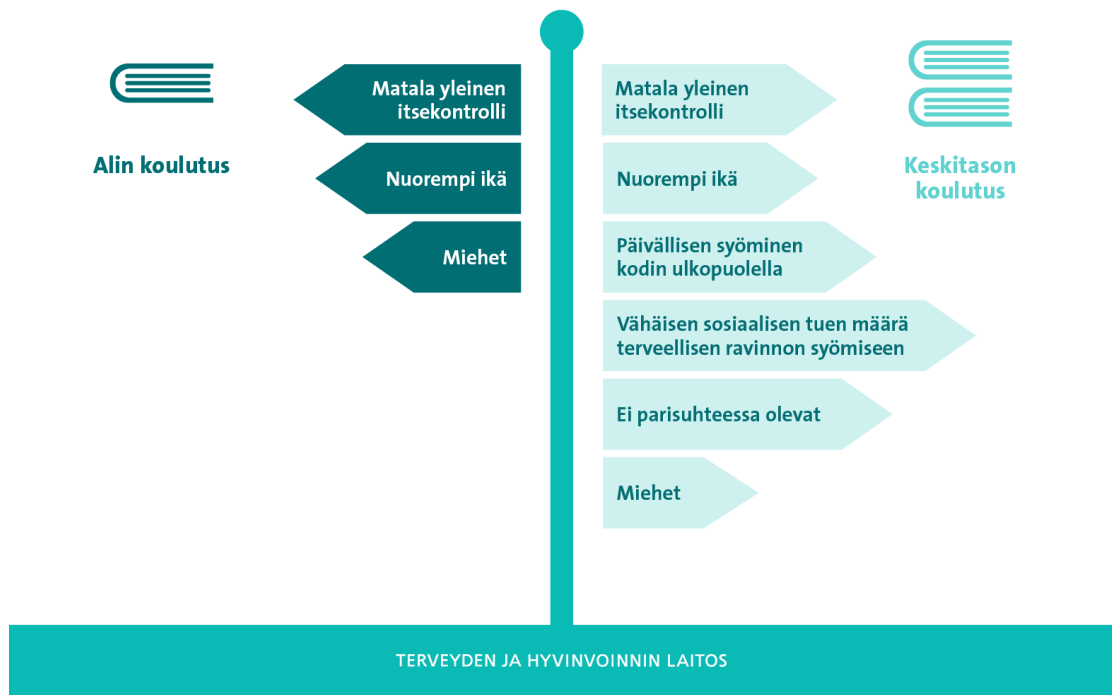 Alin koulutus
Matala yleinen
itsekontrolli
Nuorempi ikä
Miehet
Matala yleinen
itsekontrolli
Nuorempi ikä
Päivällisen syöminen
kodin ulkopuolella
Vähäisen sosiaalisen tuen määrä
terveellisen ravinnon syömiseen
Ei parisuhteessa olevat
Miehet
Keskitason
koulutus
TERVEYDEN JA HYVINVOINNIN LAITOS